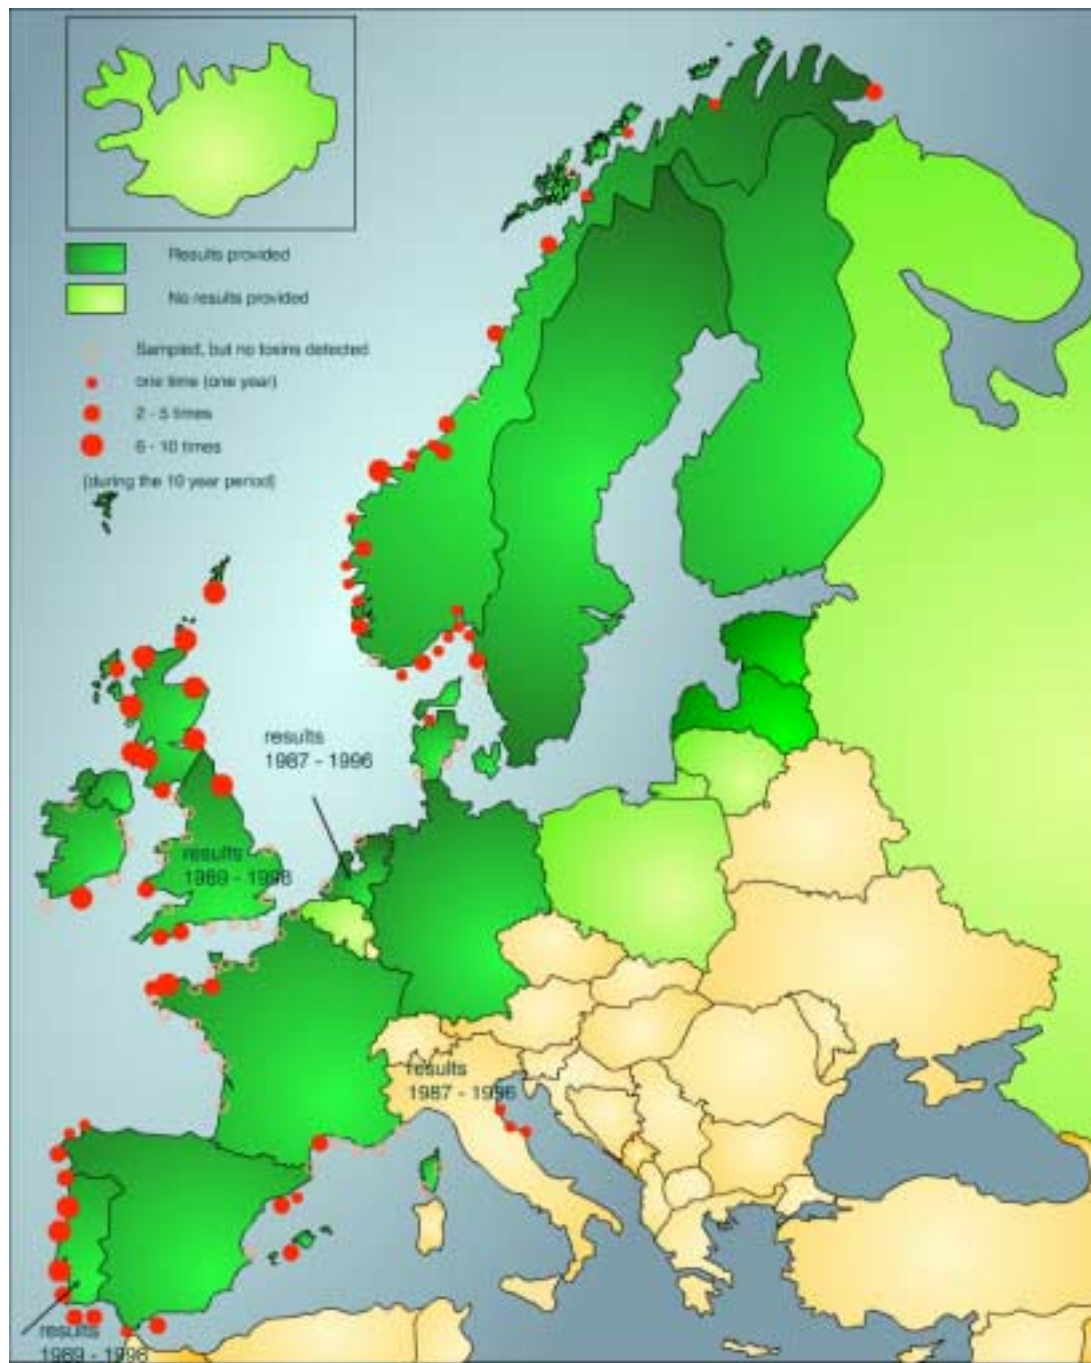 Results provided
No results provided
Sampled, but no toxins detected
one time (one year)
2 - 5 times
6 - 10 times
(during the 10 year period)
results
1987 - 1996
results
1989 - 1998
results
1987 - 1996
results
1989 - 1998